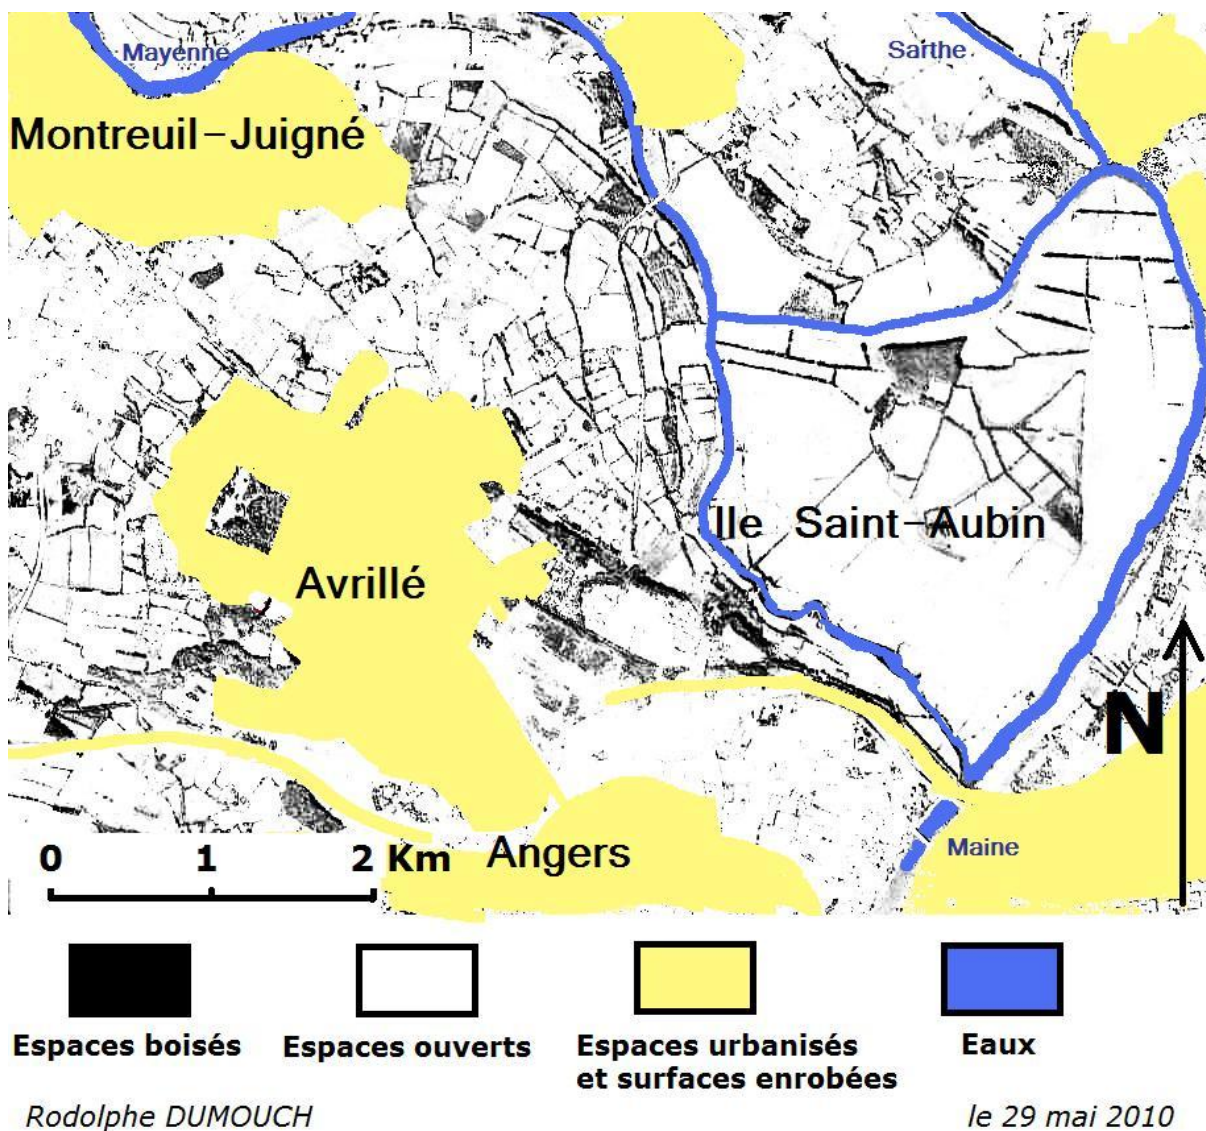 Mayenne
Sarthe
Montreuil-Juigné
Ile Saint-Aubin
Avrillé
N
0 1 2 Km
Angers
Maine
Espaces boisés
Espaces ouverts
Espaces urbanisés
et surfaces enrobées
Eaux
Rodolphe DUMOUCH
le 29 mai 2010